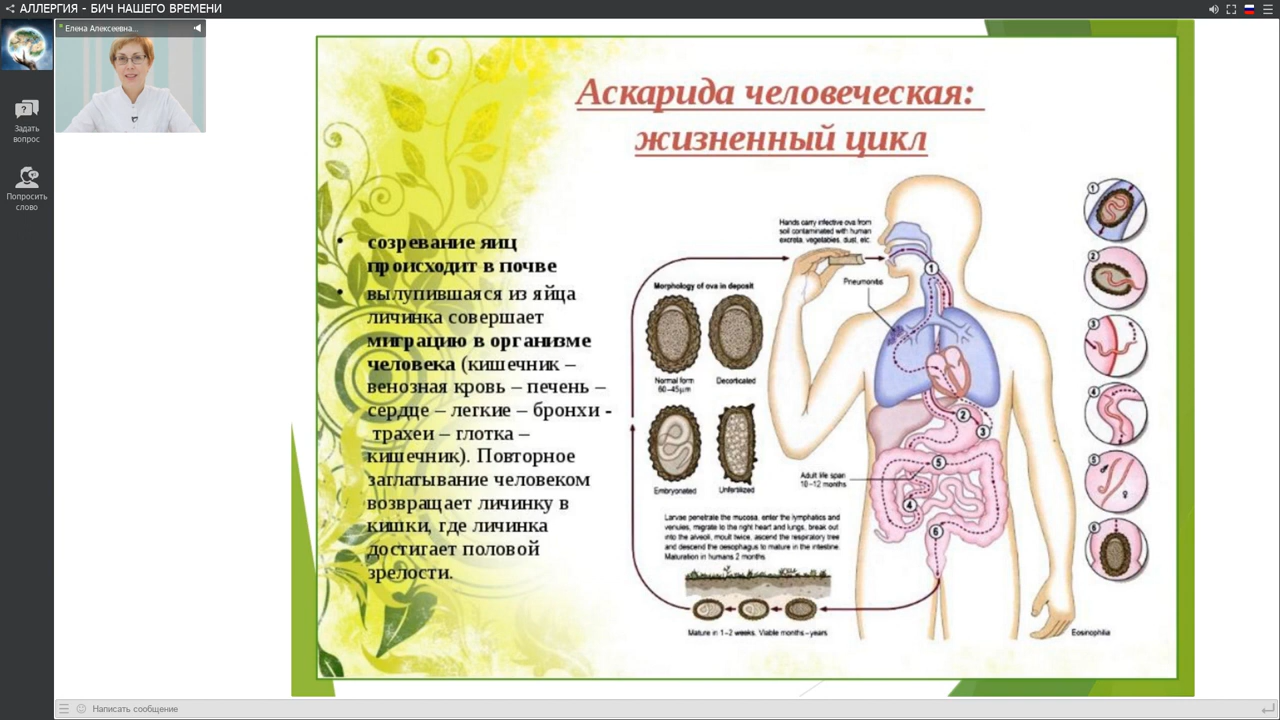 АЛЛЕРГИЯ - БИЧ НАШЕГО ВРЕМЕНИ
Елена Алексеевна...
Задать
вопрос
Попросить
слово
Аскарида человеческая:
жизненный цикл
• созревание яиц
происходит в почве
• вылупившаяся из яйца
личинка совершает
миграцию в организме
человека (кишечник –
венозная кровь – печень –
сердце – легкие – бронхи -
трахеи – глотка –
кишечник). Повторное
заглатывание человеком
возвращает личинку в
кишки, где личинка
достигает половой
зрелости.
Hands carry infective ova from
soil contaminated with human
excreta, vegetables, dust, etc.
Pneumonitis
Morphology of ova in deposit
Normal form
60–45μm
Decorticated
Embryonated
Unfertilized
Adult life span
10–12 months
Larvae penetrate the mucosa, enter the lymphatics and
venules, migrate to the right heart and lungs, break out
into the alveoli, moult twice, ascend the respiratory tree
and descend the oesophagus to mature in the intestine.
Maturation in humans 2 months
Mature in 1–2 weeks, Viable months–years
Eosinophilia
1
2
3
5
4
6
1
2
3
4
5
♀
6
Написать сообщение